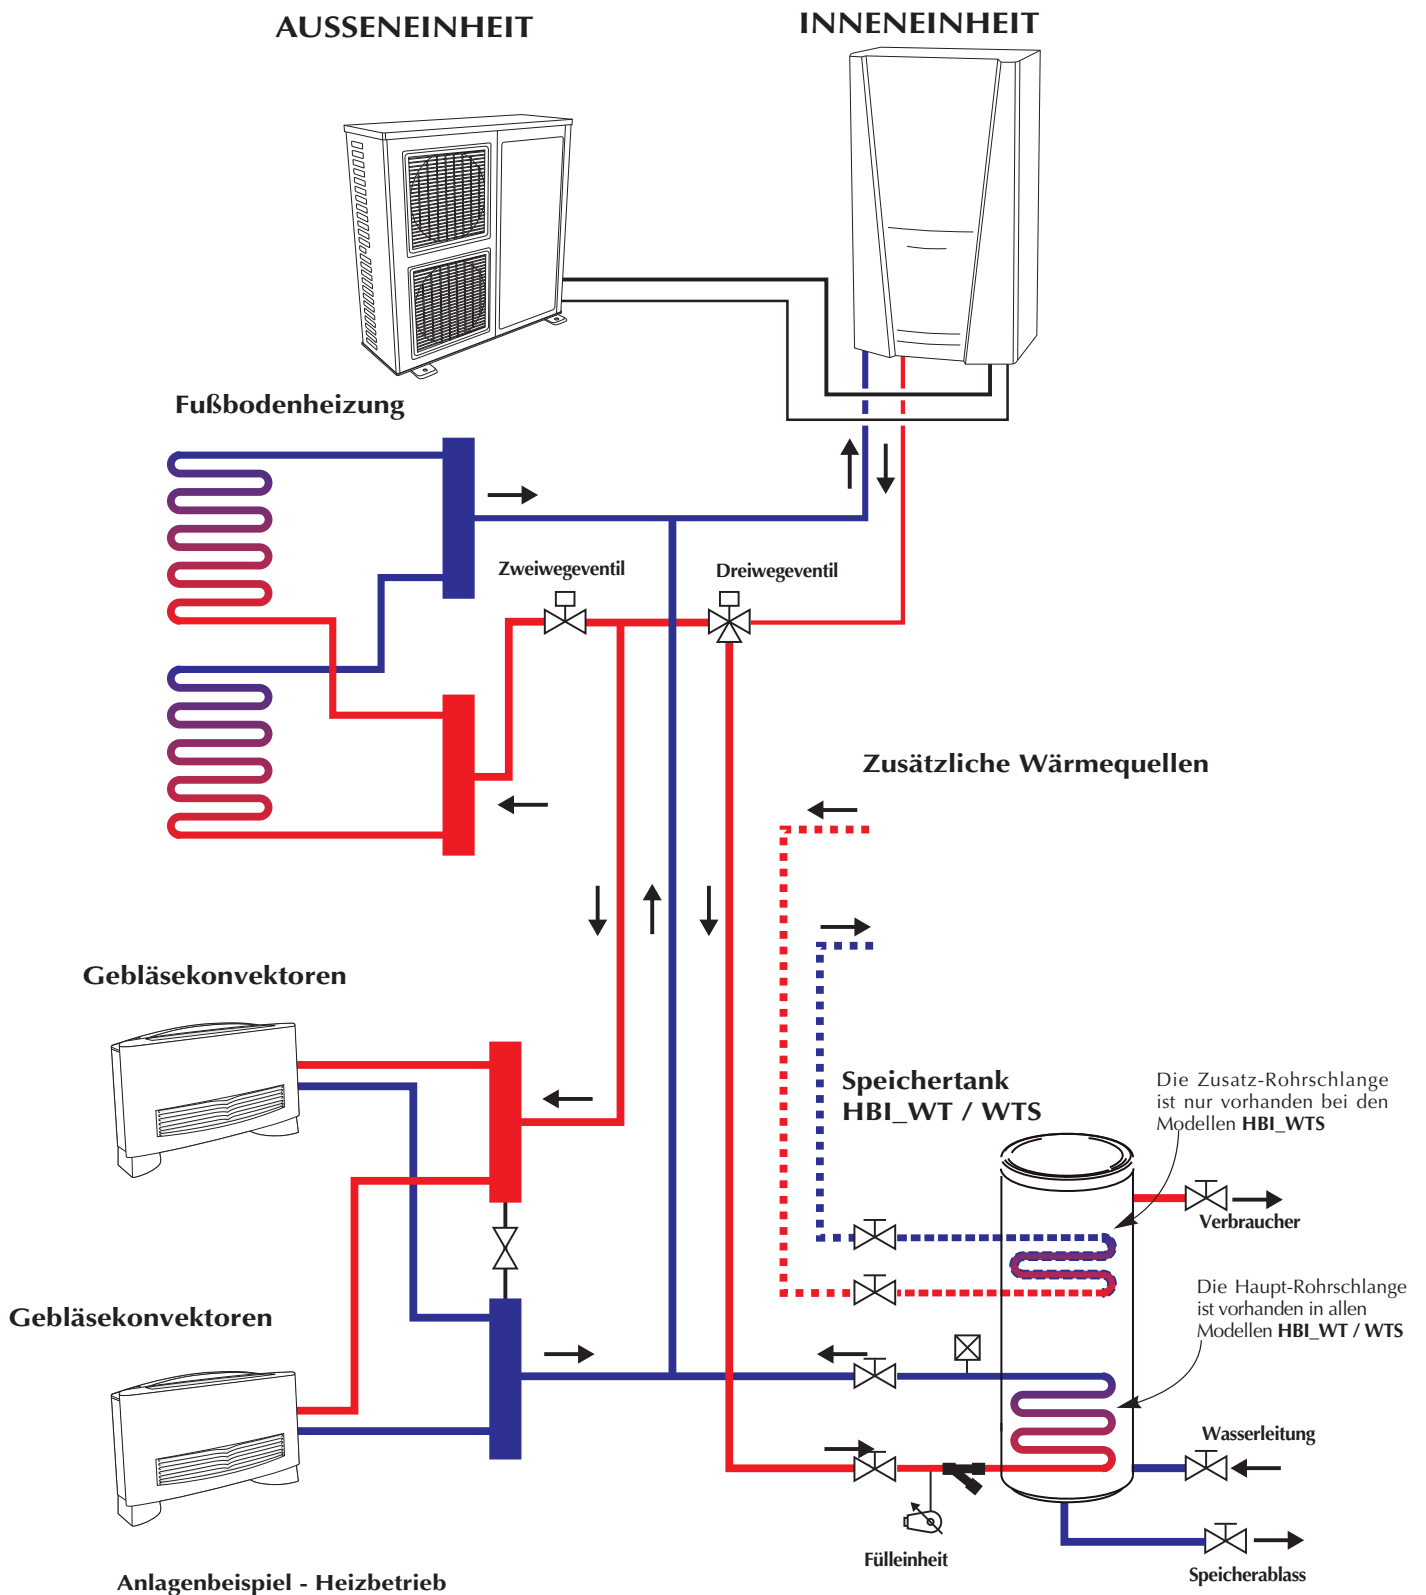 AUSSENEINHEIT
INNENEINHEIT
Fußbodenheizung
Zweiwegeventil
Dreiwegeventil
Zusätzliche Wärmequellen
Gebläsekonvektoren
Speichertank
HBI_WT / WTS
Die Zusatz-Rohrschlange
ist nur vorhanden bei den
Modellen HBI_WTS
Verbraucher
Die Haupt-Rohrschlange
ist vorhanden in allen
Modellen HBI_WT / WTS
Gebläsekonvektoren
Wasserleitung
Fülleinheit
Speicherablass
Anlagenbeispiel - Heizbetrieb